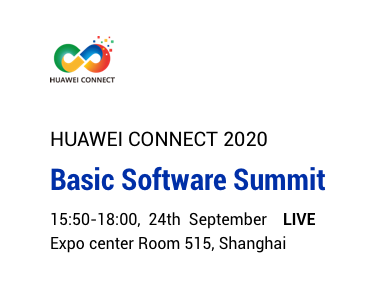 HUAWEI CONNECT
HUAWEI CONNECT 2020
Basic Software Summit
15:50-18:00, 24th September LIVE
Expo center Room 515, Shanghai